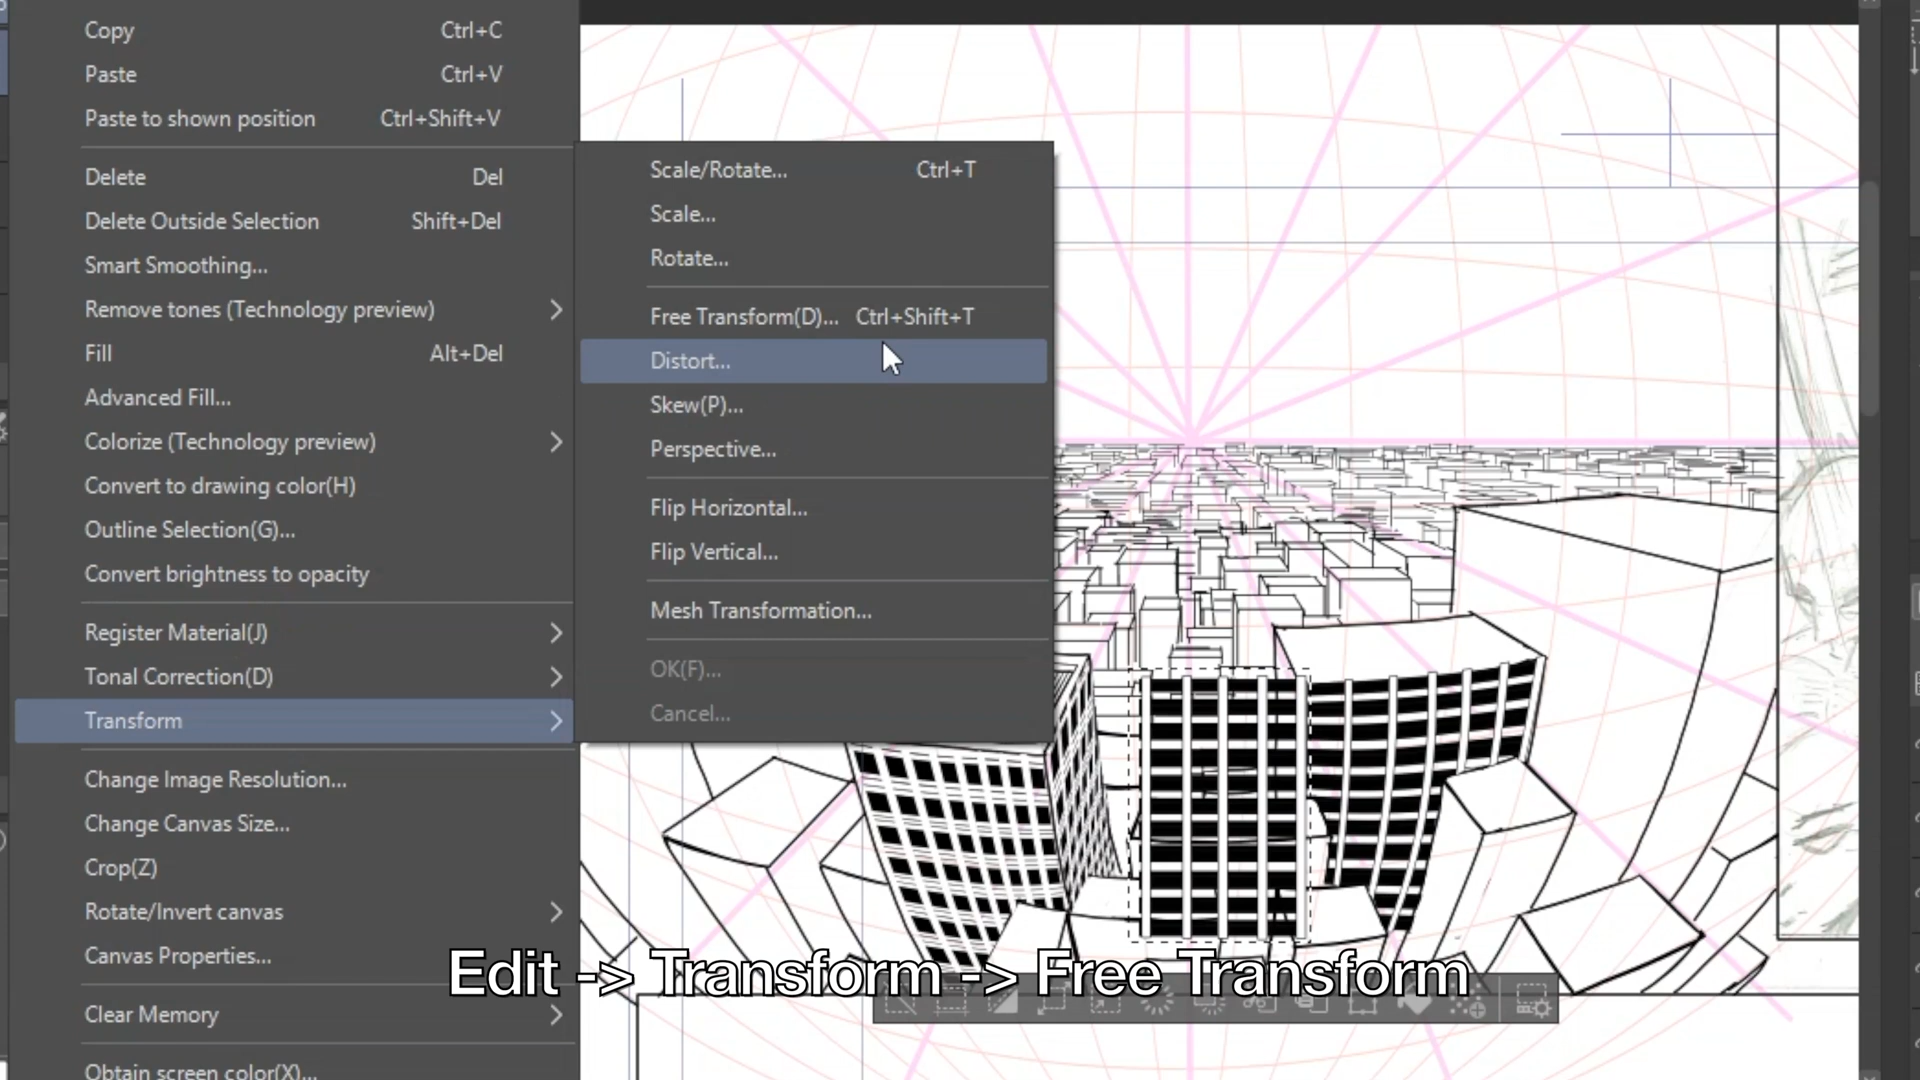 Copy Ctrl+C
Paste Ctrl+V
Paste to shown position Ctrl+Shift+V
Delete Del
Delete Outside Selection Shift+Del
Smart Smoothing...
Remove tones (Technology preview)
Fill Alt+Del
Advanced Fill...
Colorize (Technology preview)
Convert to drawing color(H)
Outline Selection(G)...
Convert brightness to opacity
Register Material(J)
Tonal Correction(D)
Transform
Change Image Resolution...
Change Canvas Size...
Crop(Z)
Rotate/Invert canvas
Canvas Properties...
Clear Memory
Obtain screen color(X)...
Scale/Rotate... Ctrl+T
Scale...
Rotate...
Free Transform(D)... Ctrl+Shift+T
Distort...
Skew(P)...
Perspective...
Flip Horizontal...
Flip Vertical...
Mesh Transformation...
OK(F)...
Cancel...
Edit -> Transform -> Free Transform